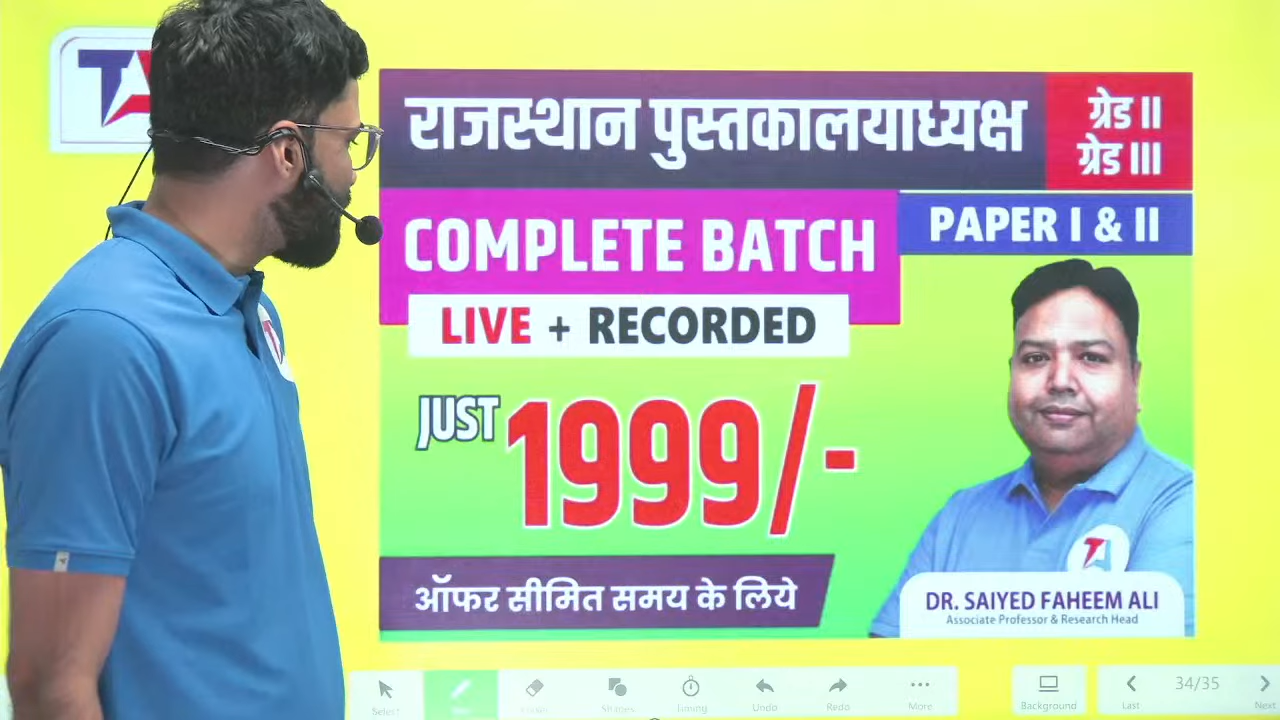 TA
राजस्थान पुस्तकालयाध्यक्ष
ग्रेड II
ग्रेड III
COMPLETE BATCH
PAPER I & II
LIVE + RECORDED
JUST 1999/-
ऑफर सीमित समय के लिये
DR. SAIYED FAHEEM ALI
Associate Professor & Research Head
Select
Shapes
Timing
Undo
Redo
More
Background
Last
34/35
Next